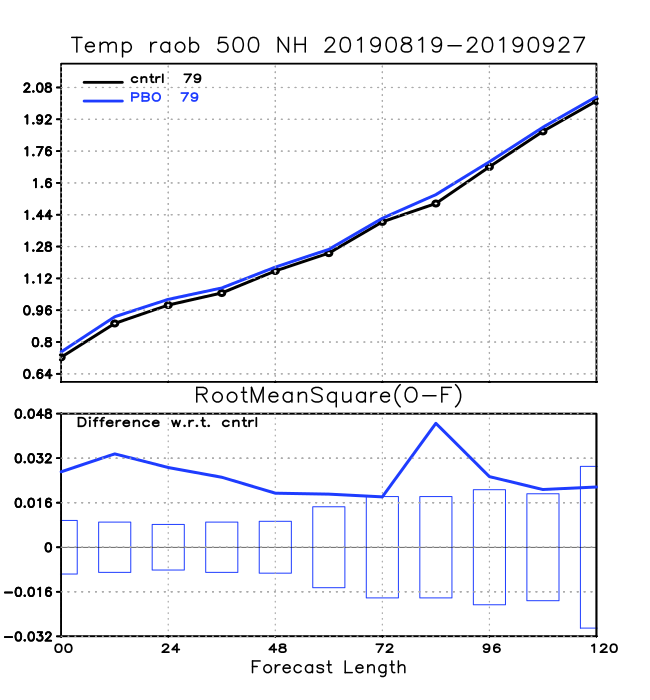 Temp raob 500 NH 20190819–20190927
cntrl 79
PBO 79
2.08
1.92
1.76
1.6
1.44
1.28
1.12
0.96
0.8
0.64
RootMeanSquare(O–F)
Difference w.r.t. cntrl
0.048
0.032
0.016
0
–0.016
–0.032
00 24 48 72 96 120
Forecast Length